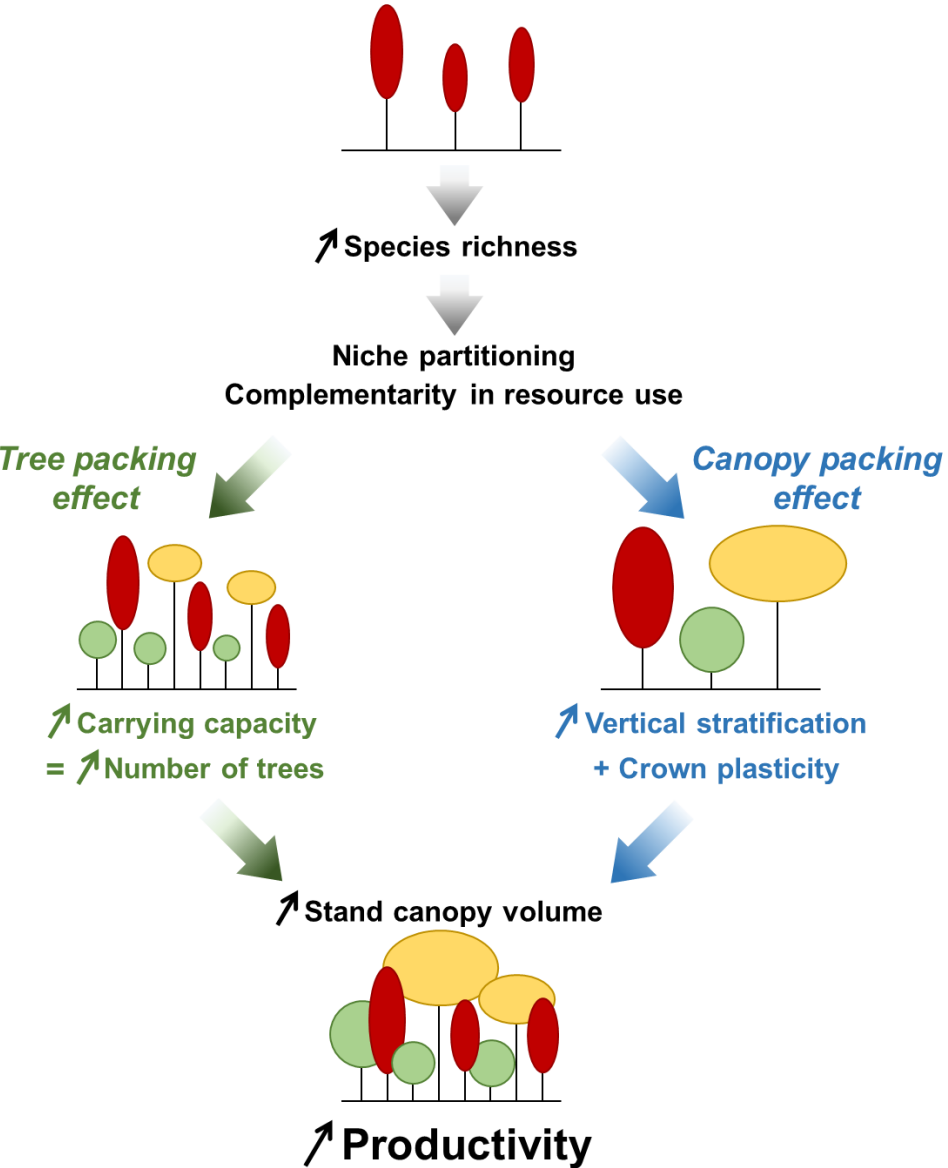 ↗ Species richness
Niche partitioning
Complementarity in resource use
Tree packing
effect
Canopy packing
effect
↗ Carrying capacity
= ↗ Number of trees
↗ Vertical stratification
+ Crown plasticity
↗ Stand canopy volume
↗ Productivity